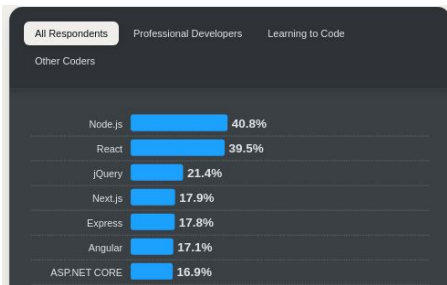 All Respondents Professional Developers Learning to Code
Other Coders
Node.js 40.8%
React 39.5%
jQuery 21.4%
Next.js 17.9%
Express 17.8%
Angular 17.1%
ASP.NET CORE 16.9%